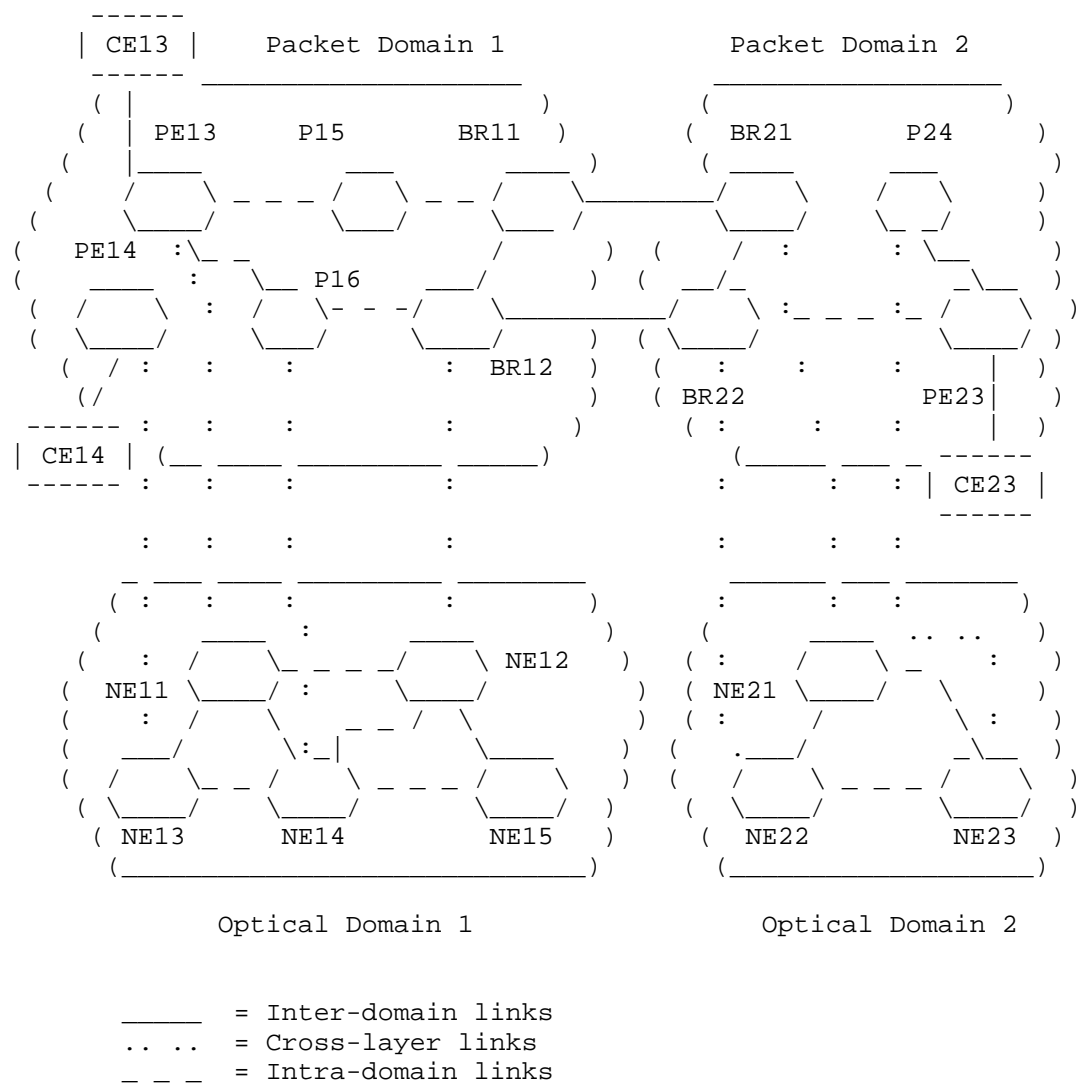 CE13 Packet Domain 1 Packet Domain 2
PE13 P15 BR11 BR21 P24
PE14
P16
BR12
BR22 PE23
CE14
CE23
NE12
NE11 NE21
NE13 NE14 NE15 NE22 NE23
Optical Domain 1 Optical Domain 2
_____ = Inter-domain links
.. .. = Cross-layer links
_ _ _ = Intra-domain links